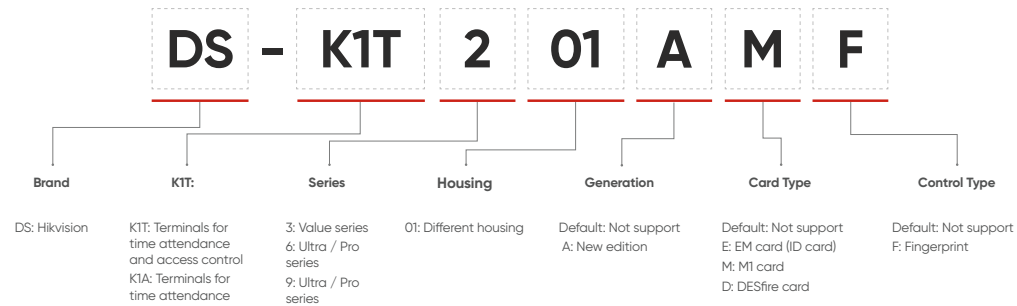 DS - K1T 2 01 A M F
Brand
DS: Hikvision
K1T:
K1T: Terminals for
time attendance
and access control
K1A: Terminals for
time attendance
Series
3: Value series
6: Ultra / Pro
series
9: Ultra / Pro
series
Housing
01: Different housing
Generation
Default: Not support
A: New edition
Card Type
Default: Not support
E: EM card (ID card)
M: M1 card
D: DESfire card
Control Type
Default: Not support
F: Fingerprint